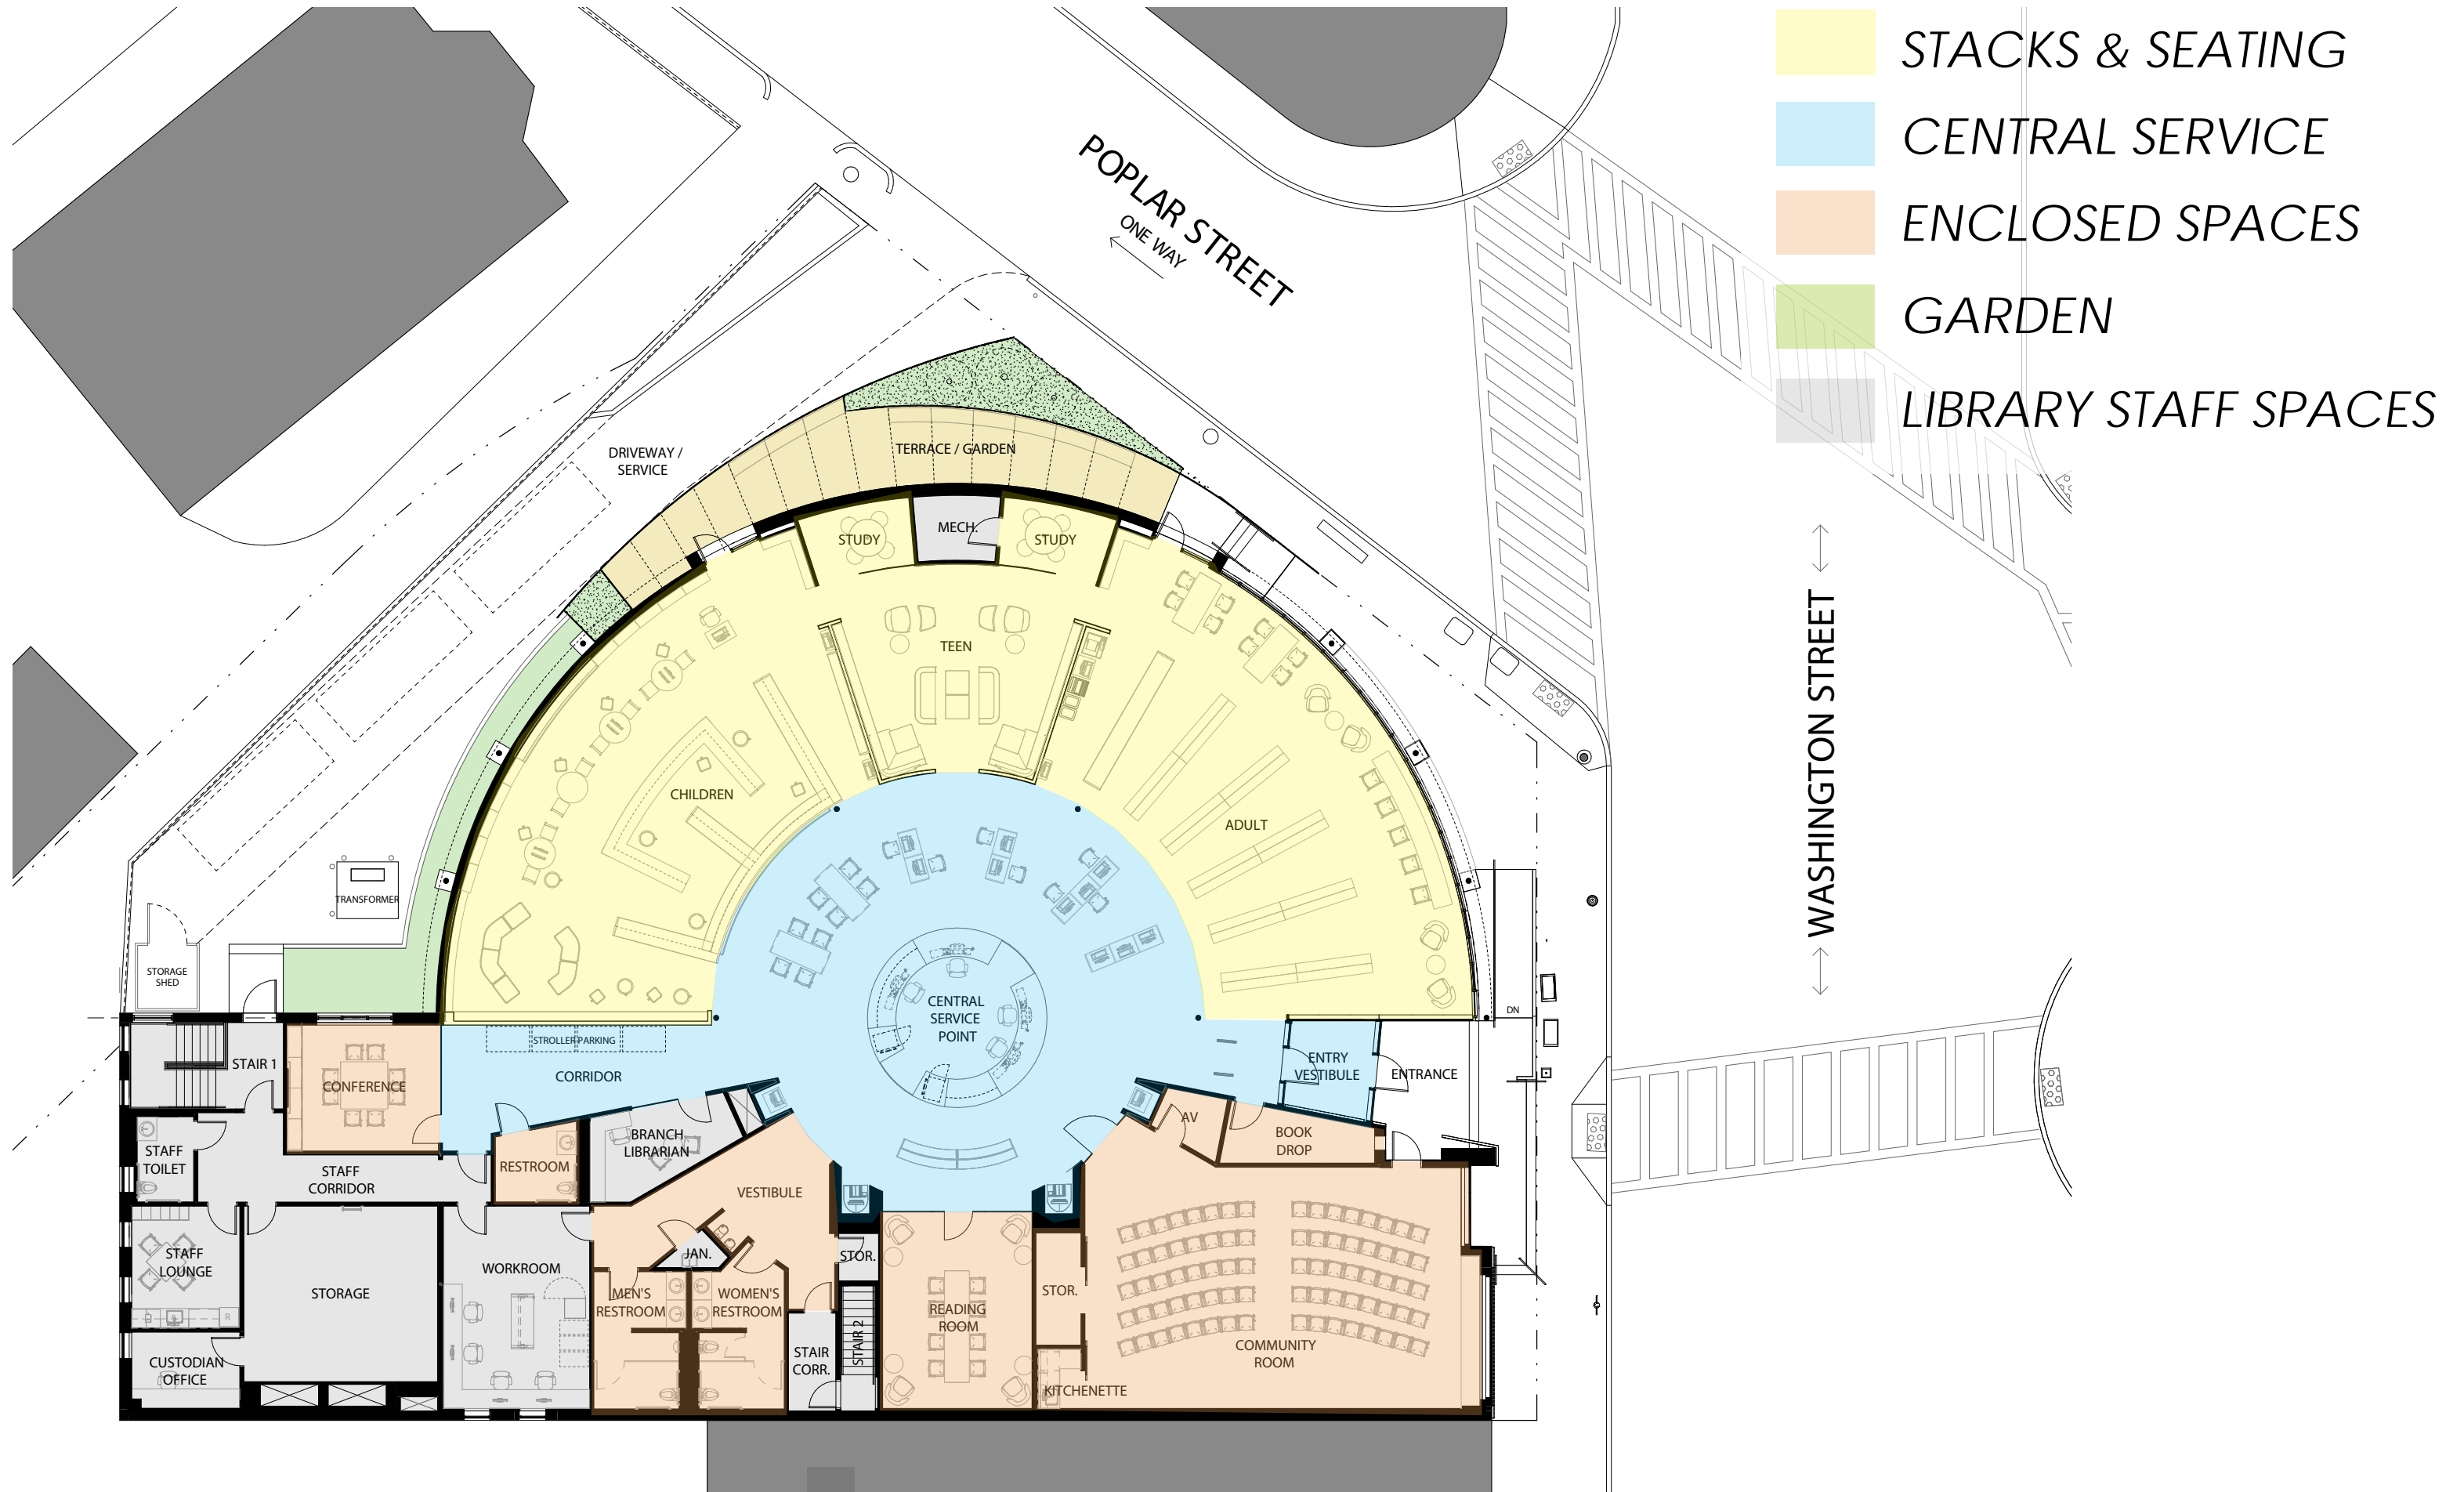 STACKS & SEATING
CENTRAL SERVICE
ENCLOSED SPACES
GARDEN
LIBRARY STAFF SPACES
POPLAR STREET
ONE WAY
WASHINGTON STREET
DRIVEWAY /
SERVICE
TERRACE / GARDEN
STUDY
MECH.
STUDY
TEEN
CHILDREN
ADULT
TRANSFORMER
STORAGE
SHED
CENTRAL
SERVICE
POINT
DN
STROLLER PARKING
STAIR 1
CONFERENCE
CORRIDOR
ENTRY
VESTIBULE
ENTRANCE
STAFF
TOILET
STAFF
CORRIDOR
RESTROOM
BRANCH
LIBRARIAN
AV
BOOK
DROP
VESTIBULE
STAFF
LOUNGE
R
STORAGE
WORKROOM
JAN.
STOR.
MEN'S
RESTROOM
WOMEN'S
RESTROOM
READING
ROOM
STOR.
STAIR 2
STAIR
CORR.
COMMUNITY
ROOM
CUSTODIAN
OFFICE
KITCHENETTE